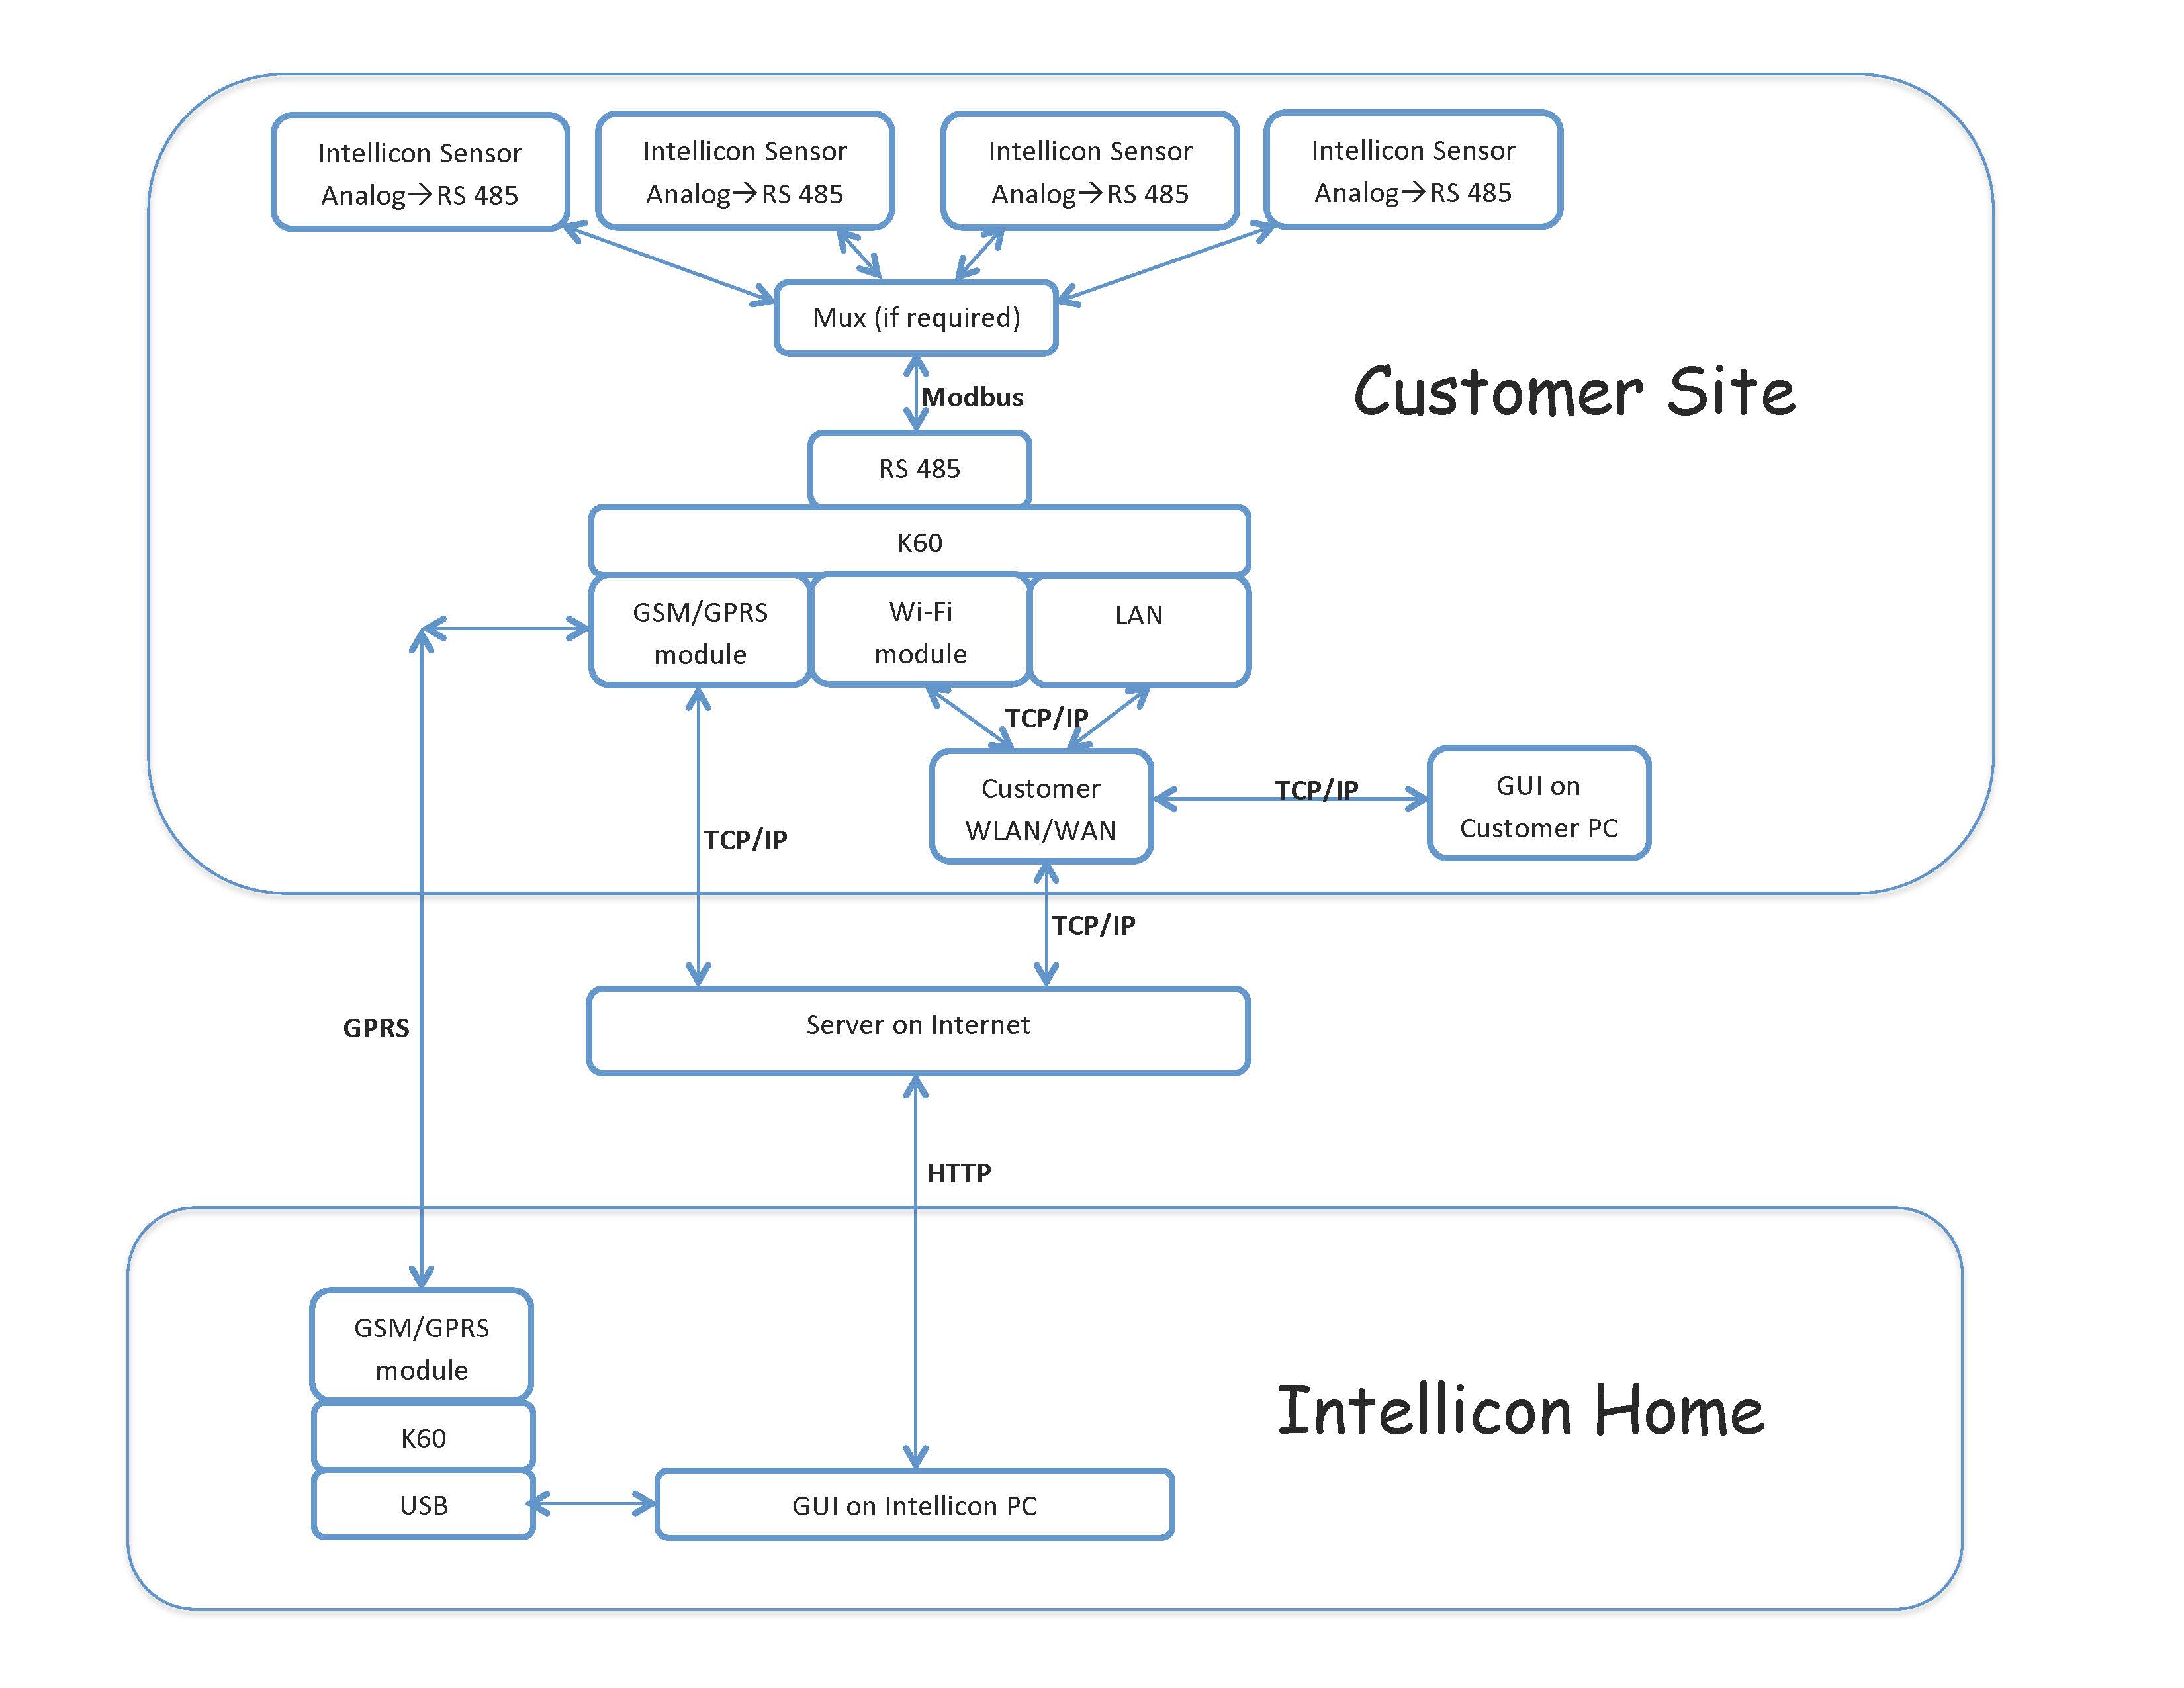 Intellicon Sensor
Analog→RS 485
Intellicon Sensor
Analog→RS 485
Intellicon Sensor
Analog→RS 485
Intellicon Sensor
Analog→RS 485
Mux (if required)
Modbus
Customer Site
RS 485
K60
GSM/GPRS
module
Wi-Fi
module
LAN
TCP/IP
Customer
WLAN/WAN
TCP/IP
GUI on
Customer PC
TCP/IP
TCP/IP
Server on Internet
GPRS
HTTP
GSM/GPRS
module
K60
USB
GUI on Intellicon PC
Intellicon Home